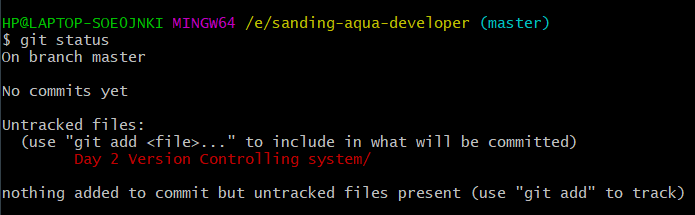 HP@LAPTOP-SOEOJNKI MINGW64 /e/sanding-aqua-developer (master)
$ git status
On branch master
No commits yet
Untracked files:
(use "git add <file>..." to include in what will be committed)
Day 2 Version Controlling system/
nothing added to commit but untracked files present (use "git add" to track)